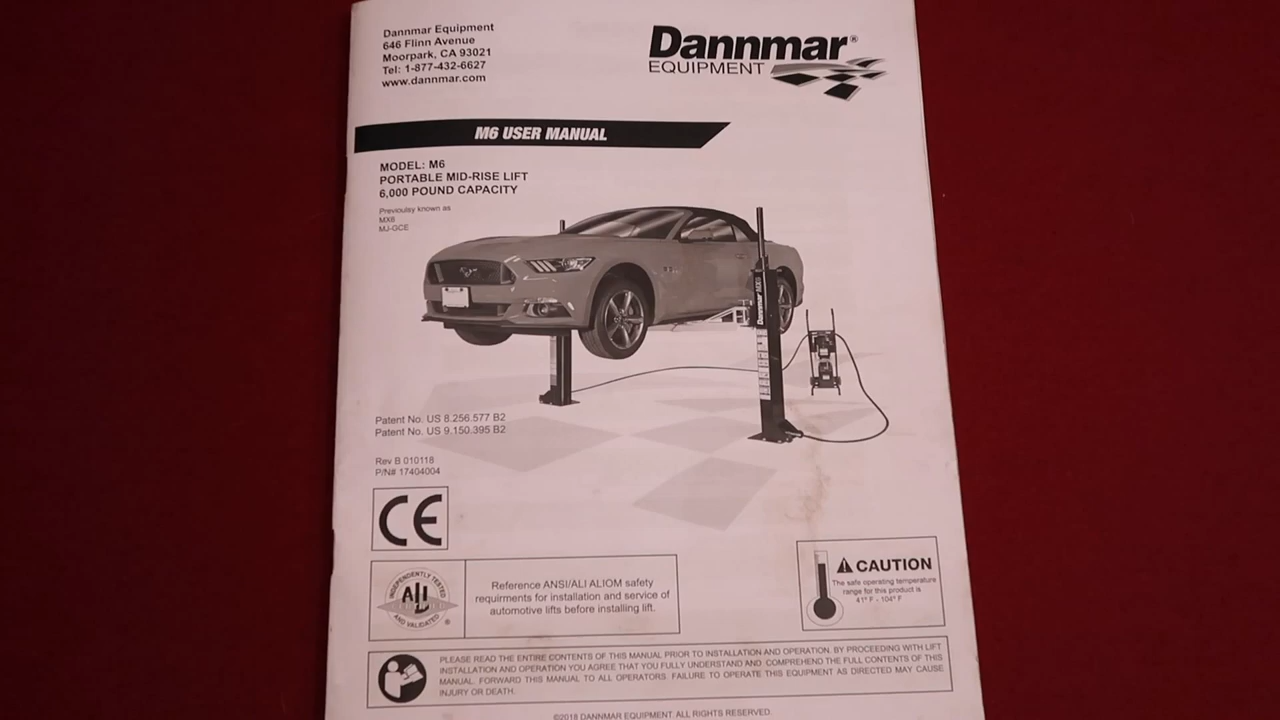 Dannmar Equipment
646 Flinn Avenue
Moorpark, CA 93021
Tel: 1-877-432-6627
www.dannmar.com
Dannmar®
EQUIPMENT
M6 USER MANUAL
MODEL: M6
PORTABLE MID-RISE LIFT
6,000 POUND CAPACITY
Previoulsy known as
MX6
MJ-GCE
Dannmar MX6
Patent No. US 8.256.577 B2
Patent No. US 9.150.395 B2
Rev B 010118
P/N# 17404004
CE
INDEPENDENTLY TESTED
ALI
AND VALIDATED
®
Reference ANSI/ALI ALIOM safety
requirments for installation and service of
automotive lifts before installing lift.
CAUTION
The safe operating temperature
range for this product is
41° F - 104° F
PLEASE READ THE ENTIRE CONTENTS OF THIS MANUAL PRIOR TO INSTALLATION AND OPERATION. BY PROCEEDING WITH LIFT
INSTALLATION AND OPERATION YOU AGREE THAT YOU FULLY UNDERSTAND AND COMPREHEND THE FULL CONTENTS OF THIS
MANUAL. FORWARD THIS MANUAL TO ALL OPERATORS. FAILURE TO OPERATE THIS EQUIPMENT AS DIRECTED MAY CAUSE
INJURY OR DEATH.
©2018 DANNMAR EQUIPMENT. ALL RIGHTS RESERVED.